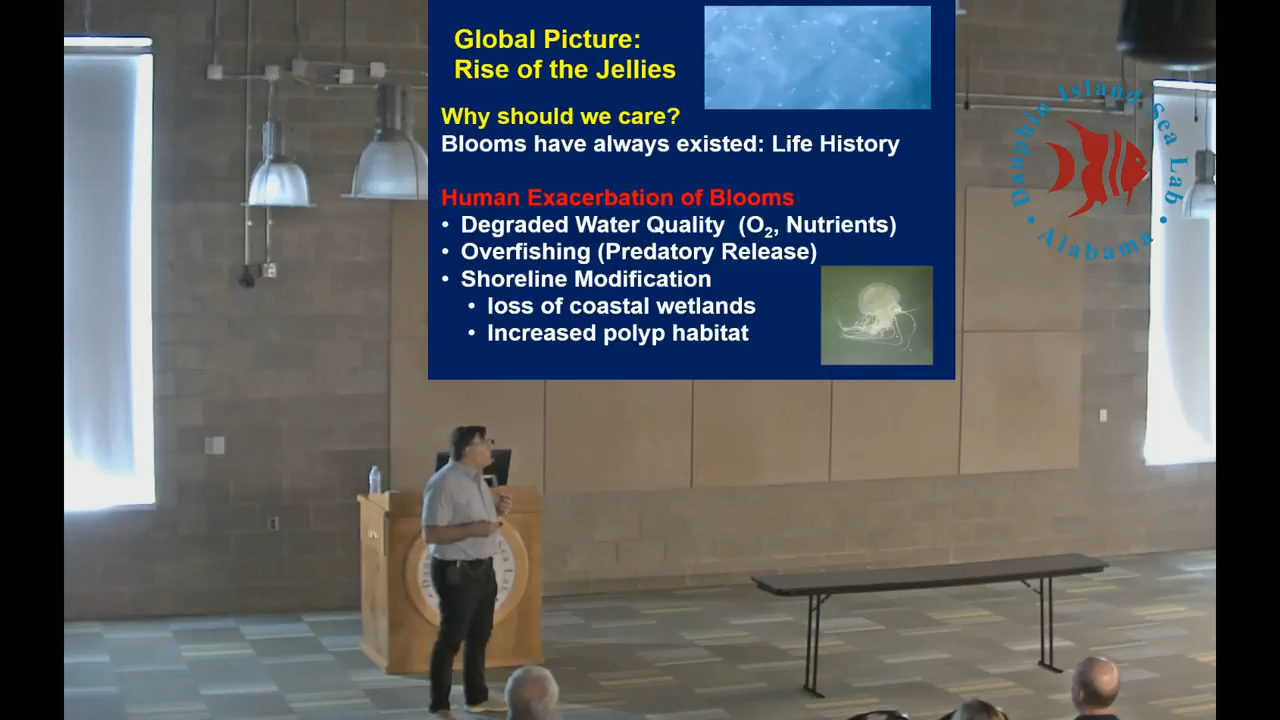 Global Picture:
Rise of the Jellies
Why should we care?
Blooms have always existed: Life History
Human Exacerbation of Blooms
• Degraded Water Quality (O₂, Nutrients)
• Overfishing (Predatory Release)
• Shoreline Modification
• loss of coastal wetlands
• Increased polyp habitat
Dauphin Island Sea Lab
• Alabama •